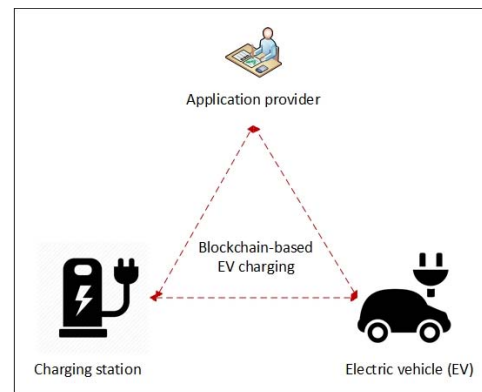 Application provider
Blockchain-based
EV charging
Charging station
Electric vehicle (EV)